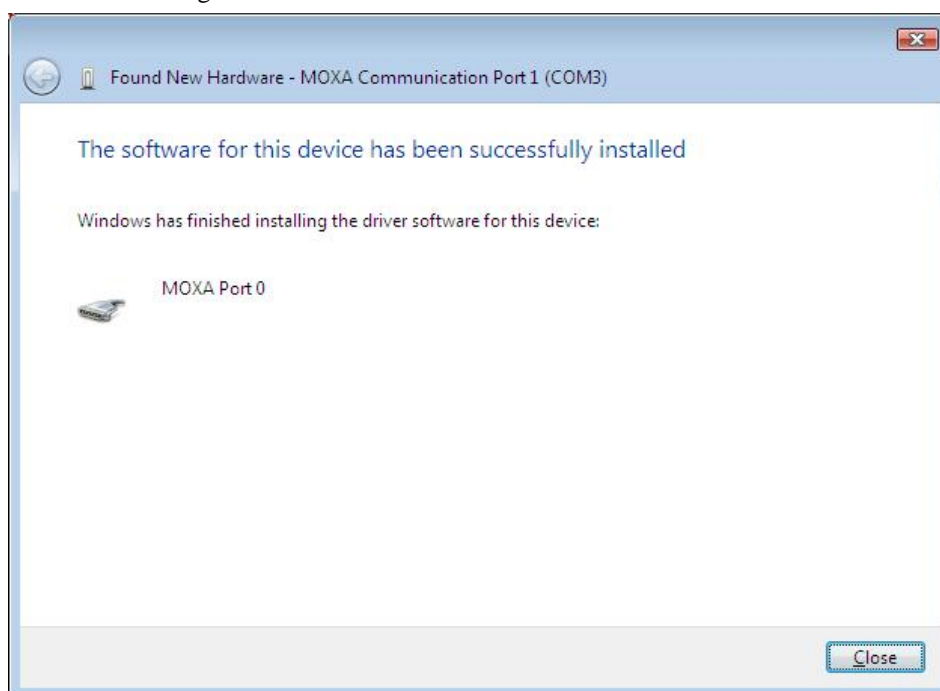 Found New Hardware - MOXA Communication Port 1 (COM3)
The software for this device has been successfully installed
Windows has finished installing the driver software for this device:
MOXA Port 0
Close